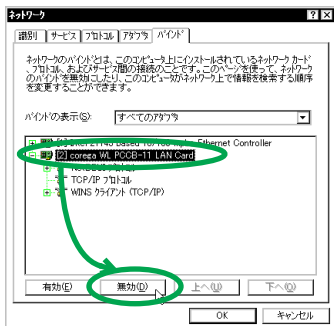 ネットワーク
識別 サービス プロトコル アダプタ バインド
ネットワークのバインドとは、このコンピュータ上にインストールされているネットワーク カード
、プロトコル、およびサービス間の接続のことです。このページを使って、ネットワーク
のバインドを無効にしたり、このコンピュータがネットワーク上で情報を検索する順序
を変更することができます。
バインドの表示(S):
すべてのアダプタ
Ethernet Controller
[2] corega WL PCCB-11 LAN Card
TCP/IP プロトコル
WINS クライアント (TCP/IP)
有効(E) 無効(D) 上へ(U) 下へ(O)
OK キャンセル